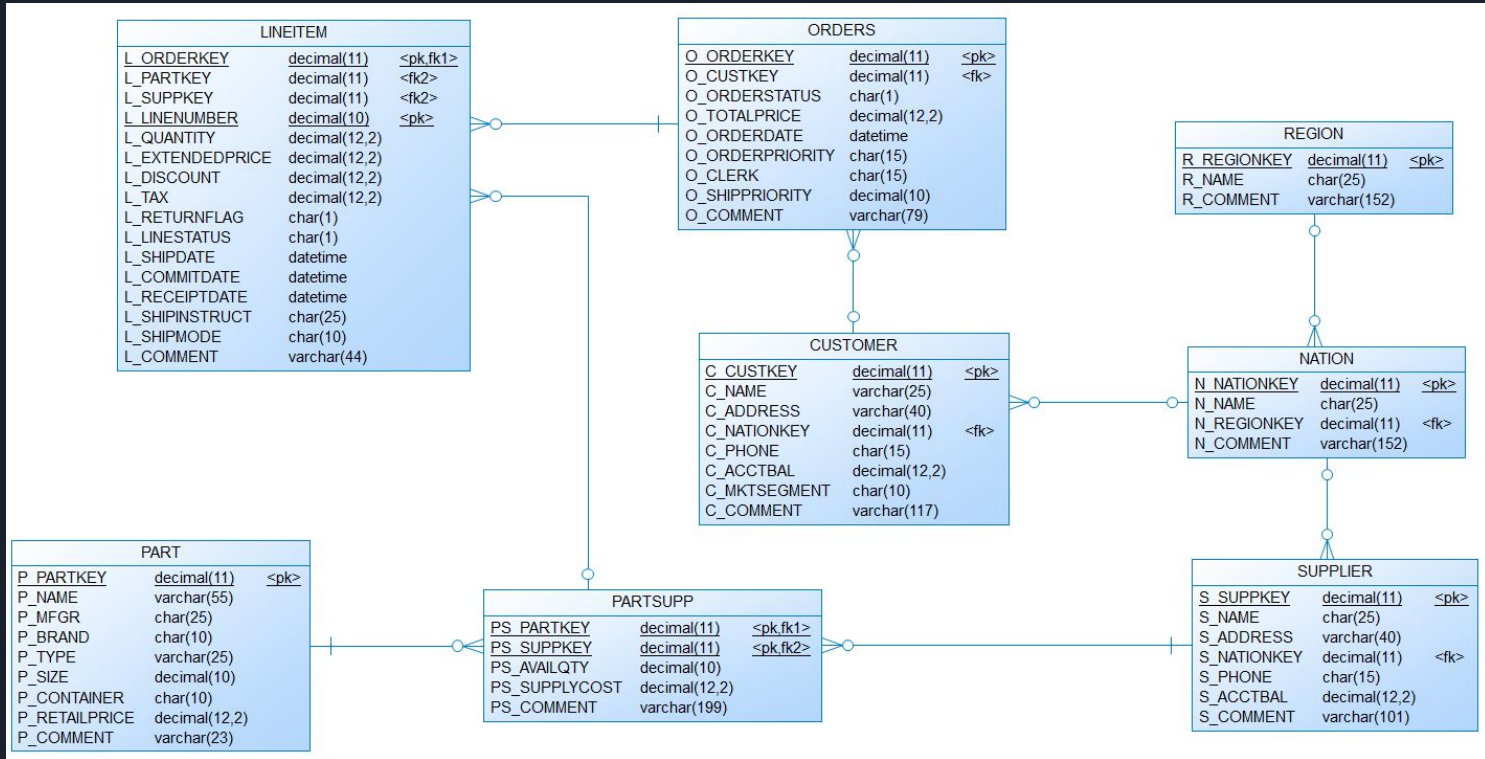 LINEITEM
L_ORDERKEY decimal(11) <pk,fk1>
L_PARTKEY decimal(11) <fk2>
L_SUPPKEY decimal(11) <fk2>
L_LINENUMBER decimal(10) <pk>
L_QUANTITY decimal(12,2)
L_EXTENDEDPRICE decimal(12,2)
L_DISCOUNT decimal(12,2)
L_TAX decimal(12,2)
L_RETURNFLAG char(1)
L_LINESTATUS char(1)
L_SHIPDATE datetime
L_COMMITDATE datetime
L_RECEIPTDATE datetime
L_SHIPINSTRUCT char(25)
L_SHIPMODE char(10)
L_COMMENT varchar(44)
ORDERS
O_ORDERKEY decimal(11) <pk>
O_CUSTKEY decimal(11) <fk>
O_ORDERSTATUS char(1)
O_TOTALPRICE decimal(12,2)
O_ORDERDATE datetime
O_ORDERPRIORITY char(15)
O_CLERK char(15)
O_SHIPPRIORITY decimal(10)
O_COMMENT varchar(79)
REGION
R_REGIONKEY decimal(11) <pk>
R_NAME char(25)
R_COMMENT varchar(152)
CUSTOMER
C_CUSTKEY decimal(11) <pk>
C_NAME varchar(25)
C_ADDRESS varchar(40)
C_NATIONKEY decimal(11) <fk>
C_PHONE char(15)
C_ACCTBAL decimal(12,2)
C_MKTSEGMENT char(10)
C_COMMENT varchar(117)
NATION
N_NATIONKEY decimal(11) <pk>
N_NAME char(25)
N_REGIONKEY decimal(11) <fk>
N_COMMENT varchar(152)
PART
P_PARTKEY decimal(11) <pk>
P_NAME varchar(55)
P_MFGR char(25)
P_BRAND char(10)
P_TYPE varchar(25)
P_SIZE decimal(10)
P_CONTAINER char(10)
P_RETAILPRICE decimal(12,2)
P_COMMENT varchar(23)
PARTSUPP
PS_PARTKEY decimal(11) <pk,fk1>
PS_SUPPKEY decimal(11) <pk,fk2>
PS_AVAILQTY decimal(10)
PS_SUPPLYCOST decimal(12,2)
PS_COMMENT varchar(199)
SUPPLIER
S_SUPPKEY decimal(11) <pk>
S_NAME char(25)
S_ADDRESS varchar(40)
S_NATIONKEY decimal(11) <fk>
S_PHONE char(15)
S_ACCTBAL decimal(12,2)
S_COMMENT varchar(101)